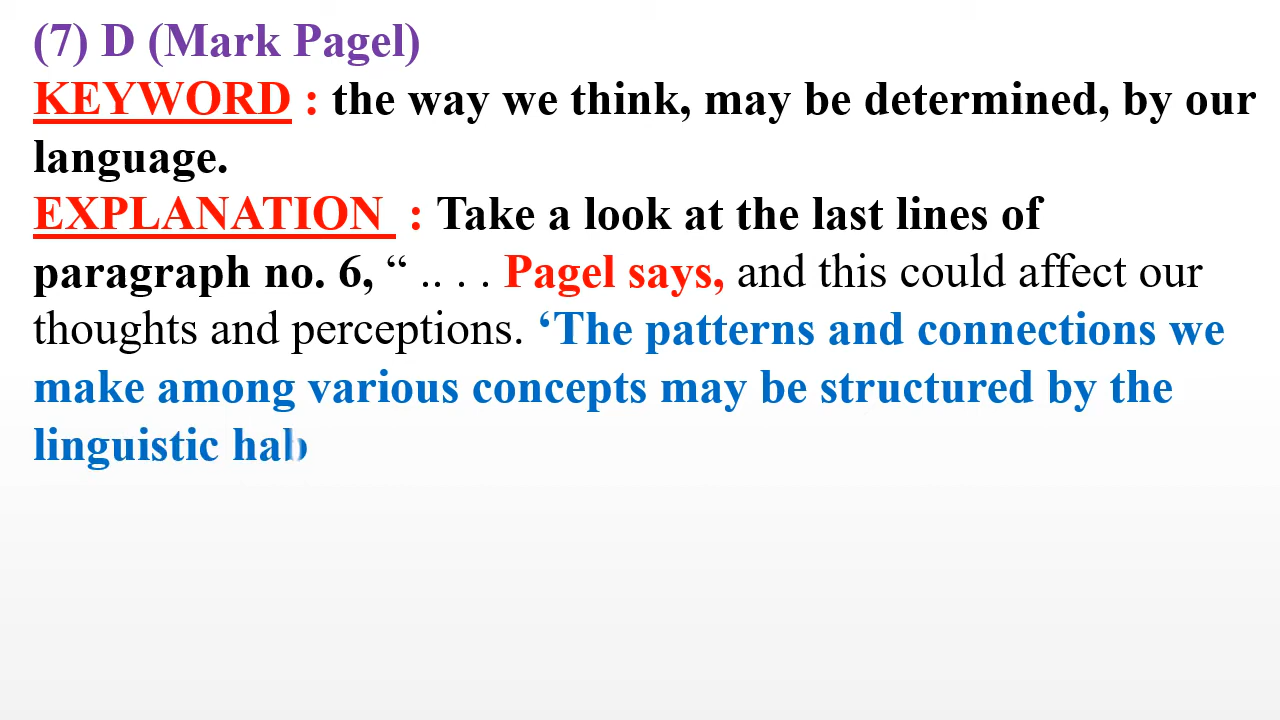 (7) D (Mark Pagel)
KEYWORD : the way we think, may be determined, by our
language.
EXPLANATION : Take a look at the last lines of
paragraph no. 6, “ .. . . Pagel says, and this could affect our
thoughts and perceptions. ‘The patterns and connections we
make among various concepts may be structured by the
linguistic hab